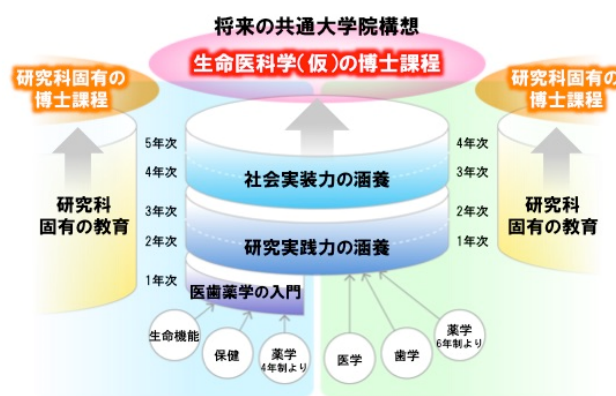 将来の共通大学院構想
生命医科学(仮)の博士課程
研究科固有の
博士課程
研究科固有の
博士課程
5年次
4年次
3年次
2年次
1年次
4年次
3年次
2年次
1年次
社会実装力の涵養
研究実践力の涵養
医歯薬学の入門
研究科
固有の教育
研究科
固有の教育
生命機能
保健
薬学
4年制より
医学
歯学
薬学
6年制より